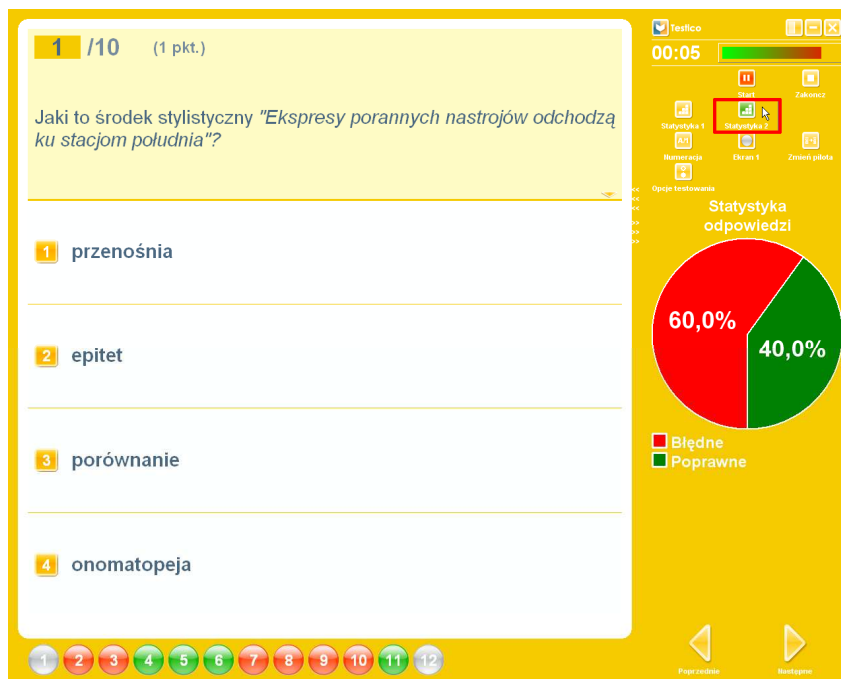 1 /10 (1 pkt.)
Jaki to środek stylistyczny "Ekspresy porannych nastrojów odchodzą
ku stacjom południa"?
1 przenośnia
2 epitet
3 porównanie
4 onomatopeja
1 2 3 4 5 6 7 8 9 10 11 12
Testico
00:05
Start Zakoncz
Statystyka 1 Statystyka 2
Numeracja Ekran 1 Zmień pilota
Opcje testowania
<<
<<
<<
>>
>>
>>
Statystyka
odpowiedzi
60,0%
40,0%
Błędne
Poprawne
Poprzednie Następne